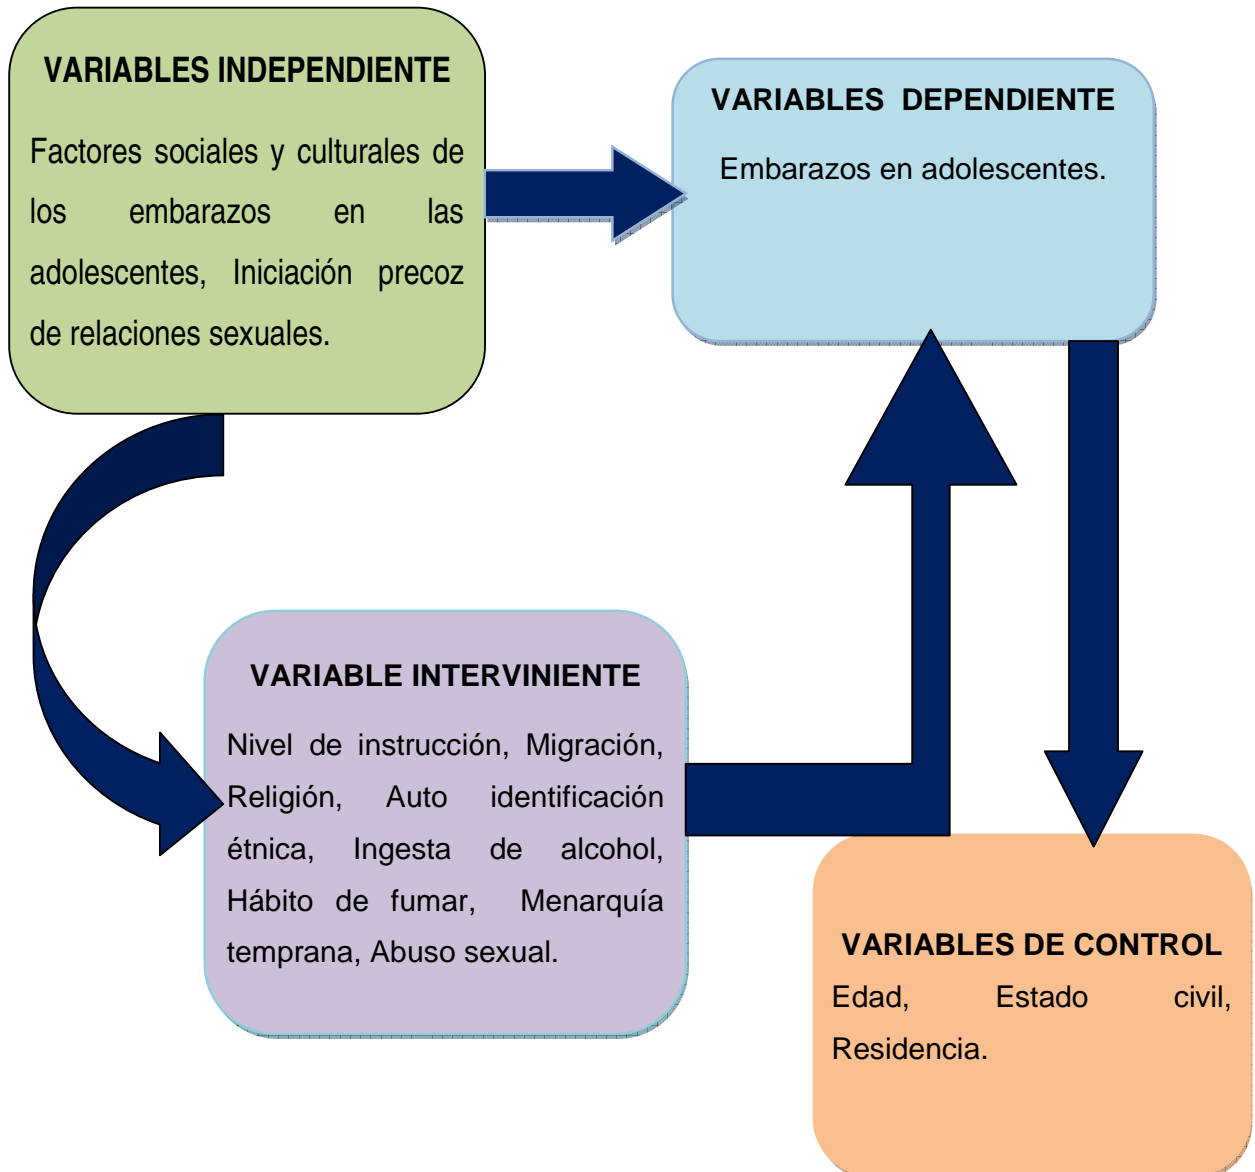 VARIABLES INDEPENDIENTE
Factores sociales y culturales de
los embarazos en las
adolescentes, Iniciación precoz
de relaciones sexuales.
VARIABLES DEPENDIENTE
Embarazos en adolescentes.
VARIABLE INTERVINIENTE
Nivel de instrucción, Migración,
Religión, Auto identificación
étnica, Ingesta de alcohol,
Hábito de fumar, Menarquía
temprana, Abuso sexual.
VARIABLES DE CONTROL
Edad, Estado civil,
Residencia.